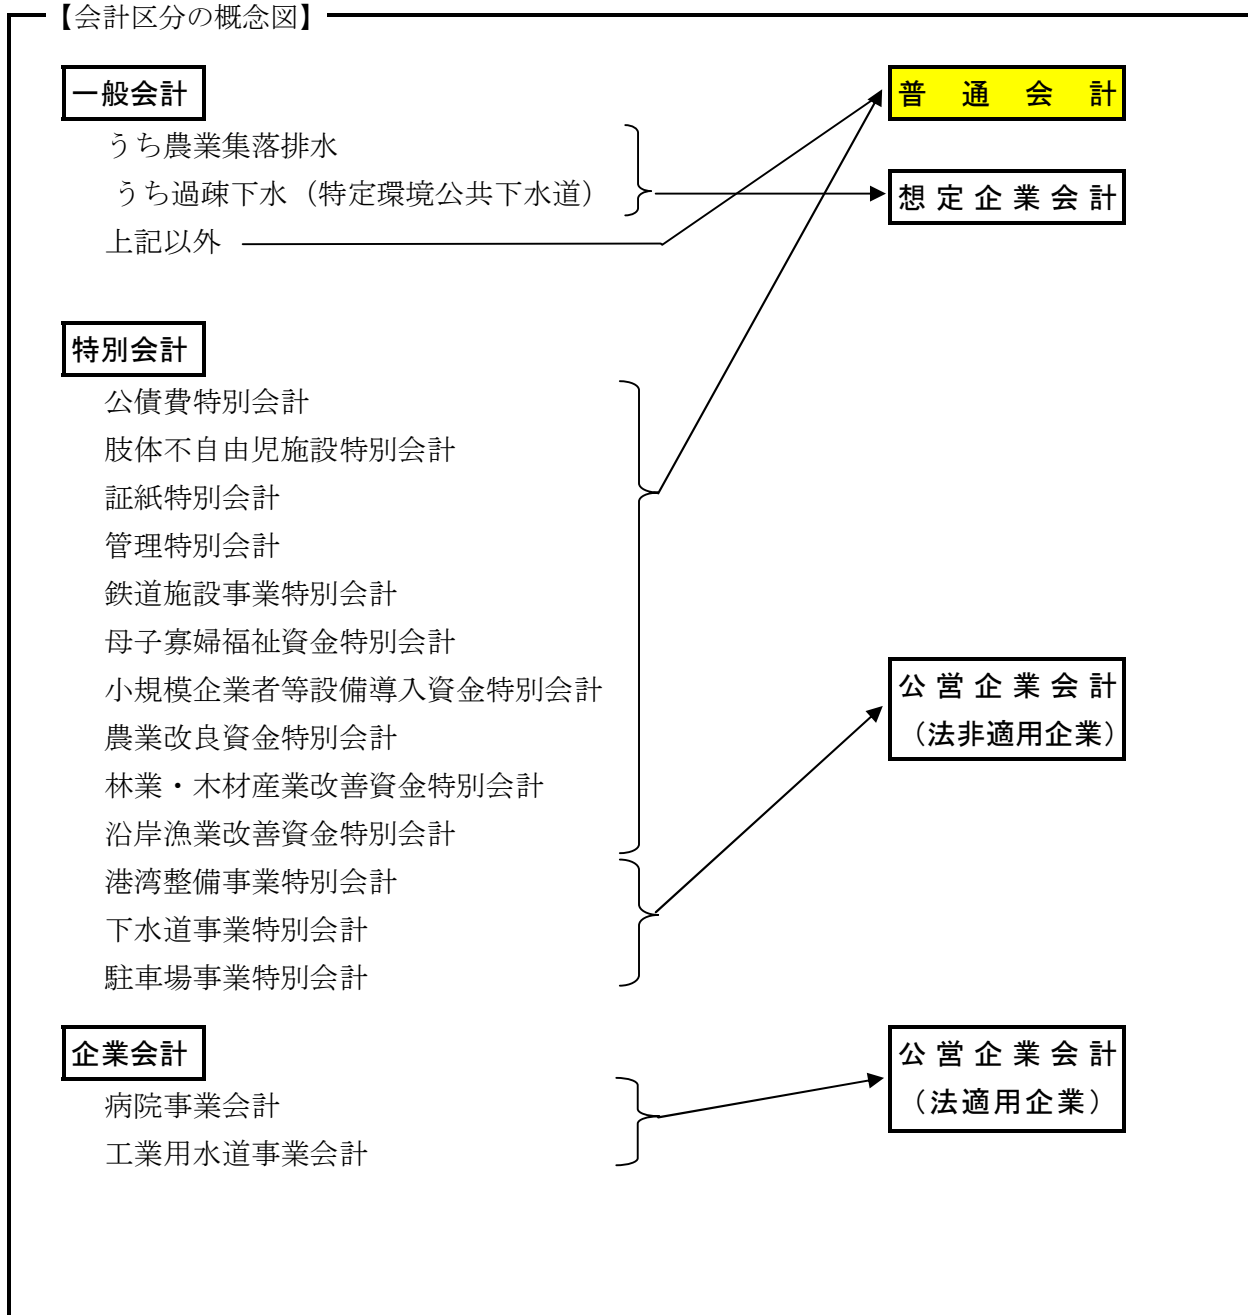 【会計区分の概念図】
一般会計
普通会計
うち農業集落排水
うち過疎下水（特定環境公共下水道）
想定企業会計
上記以外
特別会計
公債費特別会計
肢体不自由児施設特別会計
証紙特別会計
管理特別会計
鉄道施設事業特別会計
母子寡婦福祉資金特別会計
小規模企業者等設備導入資金特別会計
公営企業会計
（法非適用企業）
農業改良資金特別会計
林業・木材産業改善資金特別会計
沿岸漁業改善資金特別会計
港湾整備事業特別会計
下水道事業特別会計
駐車場事業特別会計
企業会計
公営企業会計
（法適用企業）
病院事業会計
工業用水道事業会計